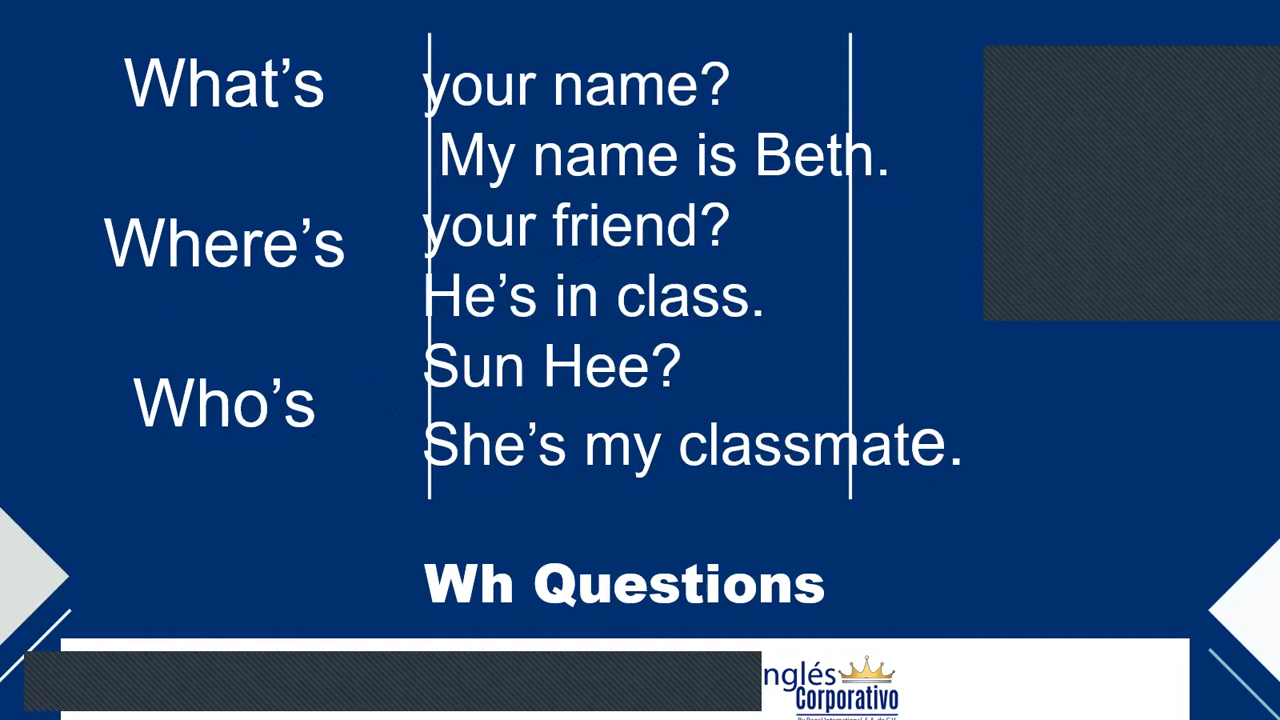 What's
your name?
My name is Beth.
Where's
your friend?
He's in class.
Who's
Sun Hee?
She's my classmate.
Wh Questions
nglés
Corporativo